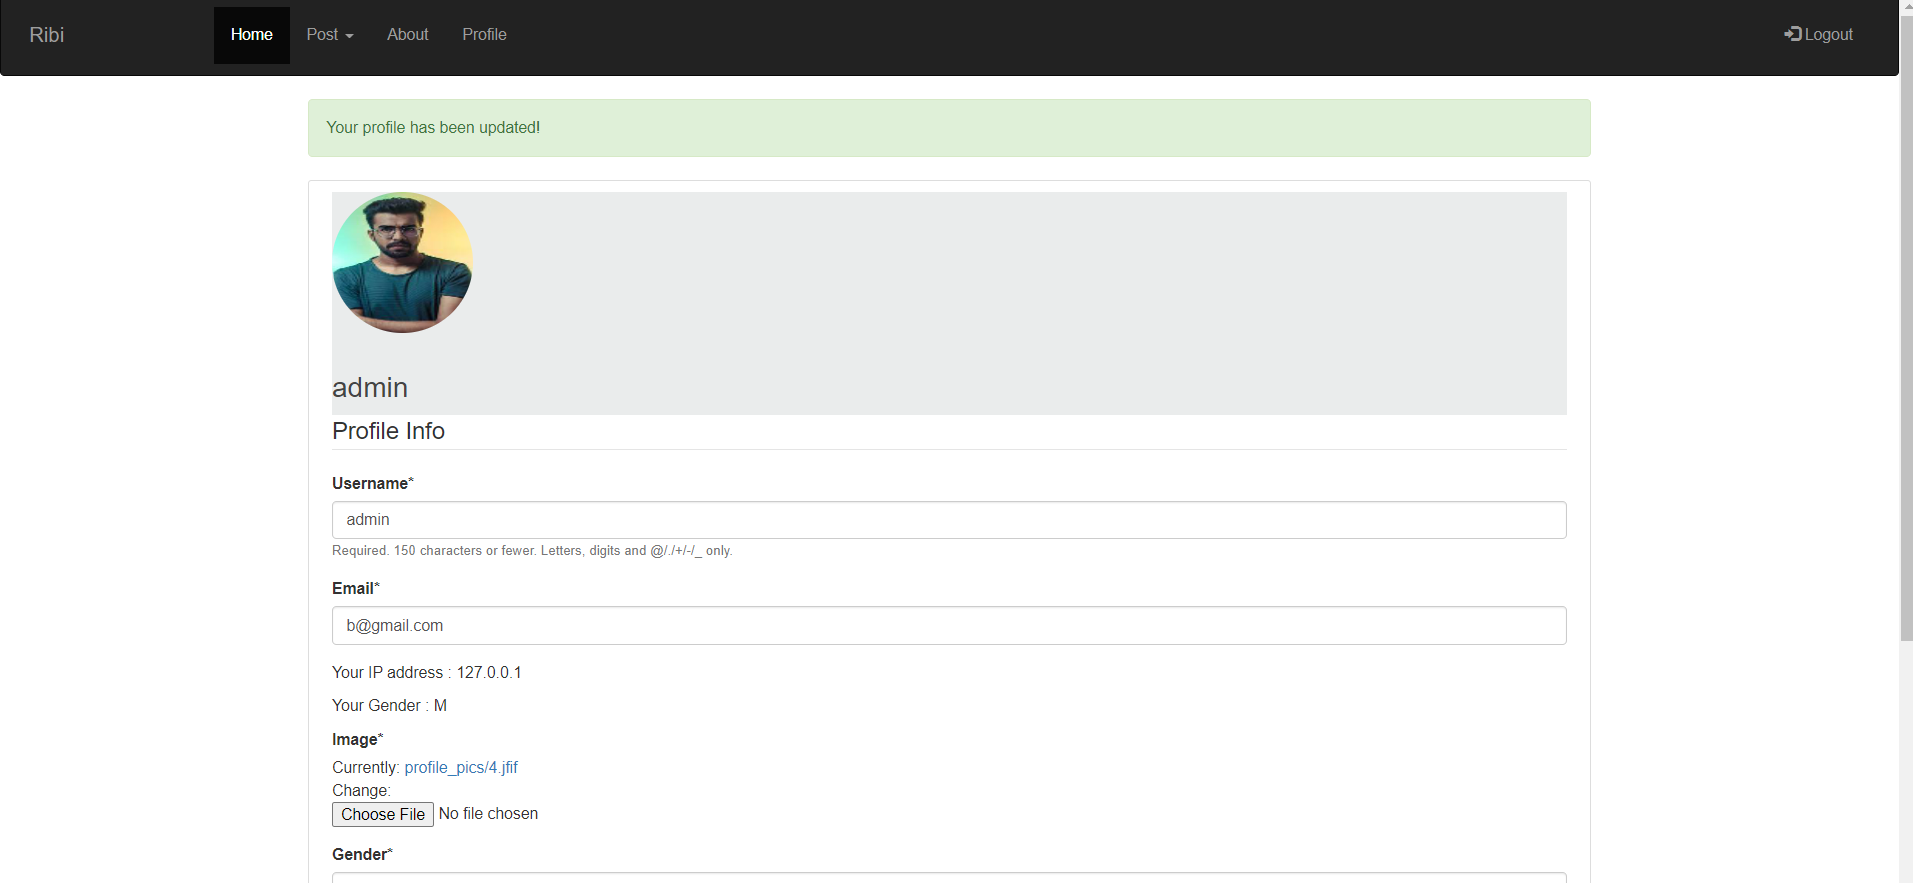 Ribi Home Post About Profile Logout
Your profile has been updated!
admin
Profile Info
Username*
admin
Required. 150 characters or fewer. Letters, digits and @/./+/-/_ only.
Email*
b@gmail.com
Your IP address : 127.0.0.1
Your Gender : M
Image*
Currently: profile_pics/4.jfif
Change:
Choose File No file chosen
Gender*